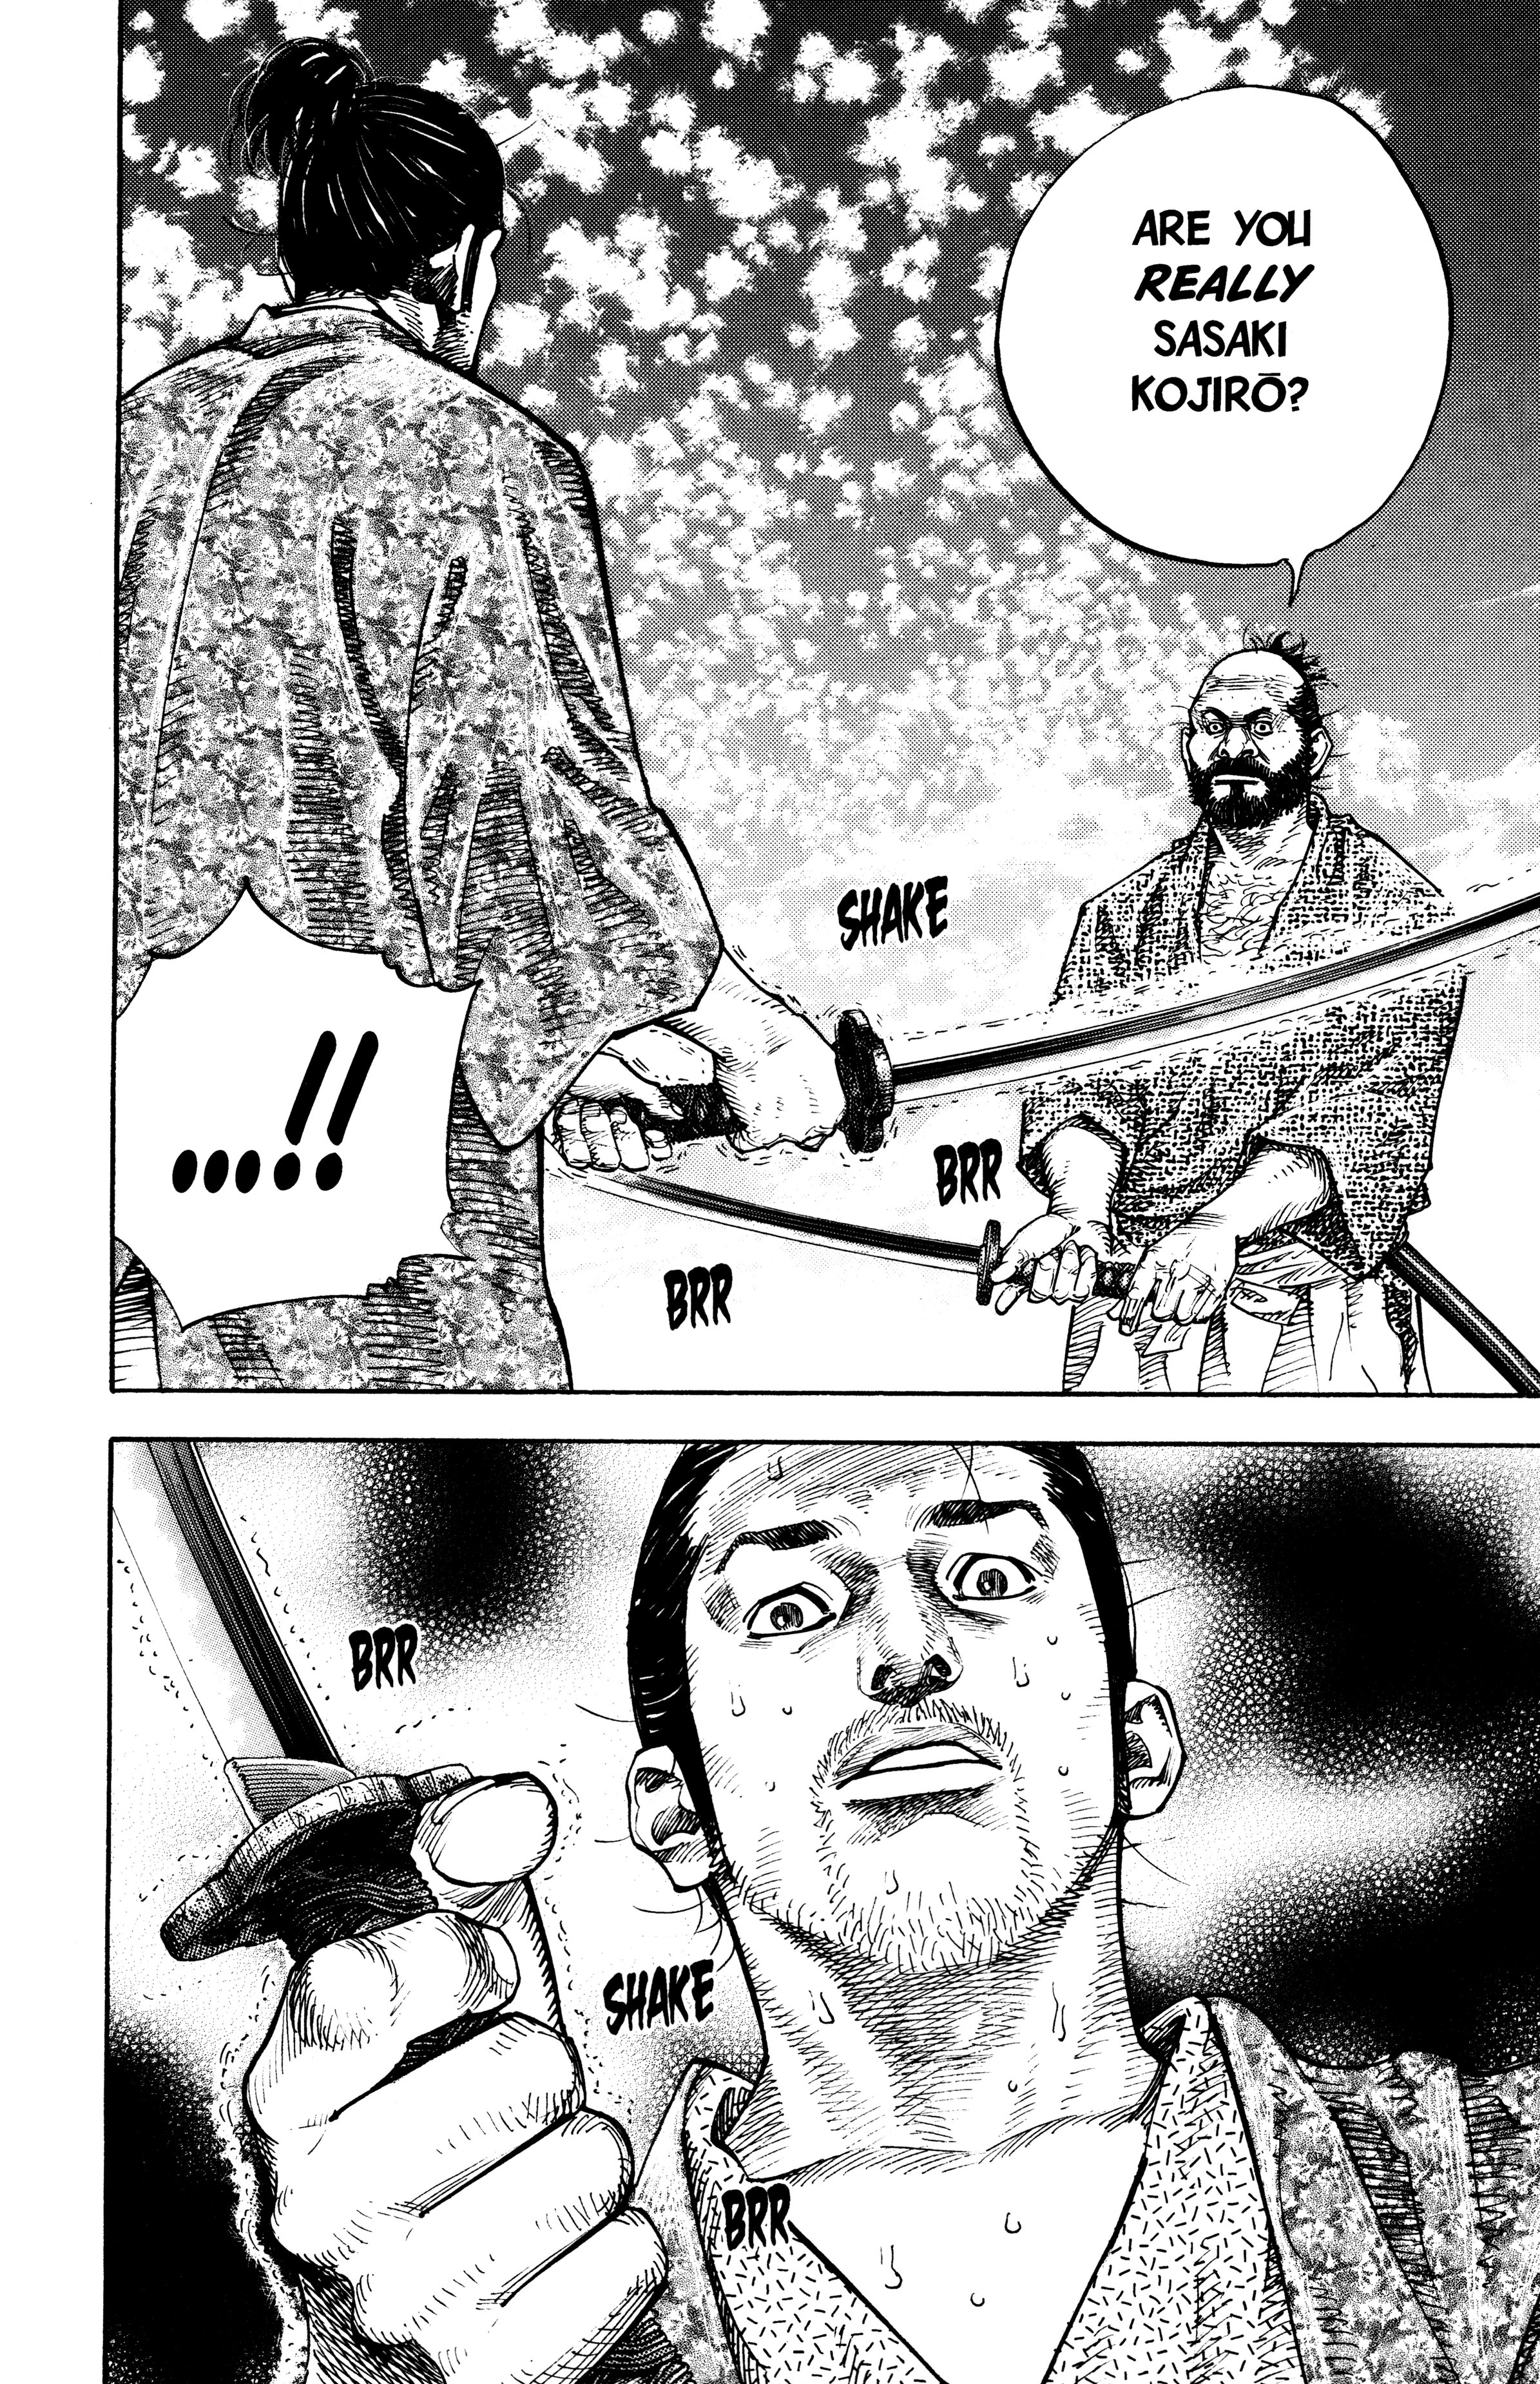 ARE YOU
REALLY
SASAKI
KOJIRŌ?
SHAKE
BRR
BRR
.....!!
BRR
SHAKE
BRR